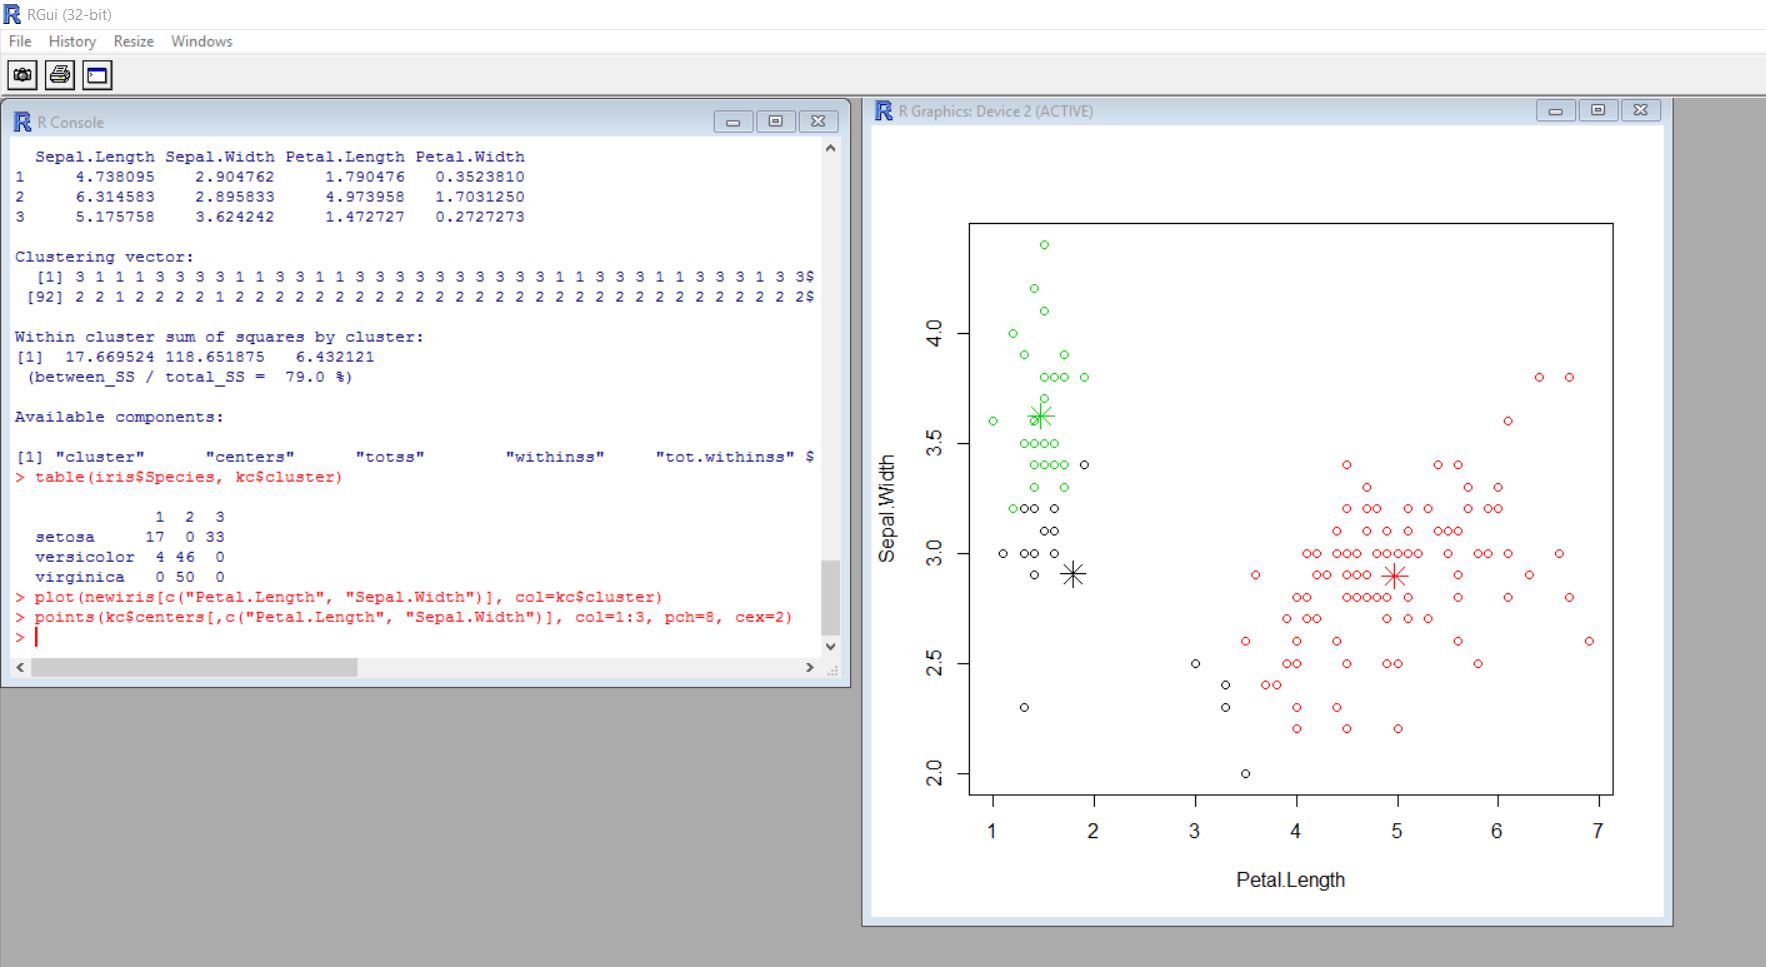 RGui (32-bit)
File History Resize Windows
R Console
Sepal.Length Sepal.Width Petal.Length Petal.Width
1 4.738095 2.904762 1.790476 0.3523810
2 6.314583 2.895833 4.973958 1.7031250
3 5.175758 3.624242 1.472727 0.2727273
Clustering vector:
[1] 3 1 1 1 3 3 3 3 1 1 3 3 1 1 3 3 3 3 3 3 3 3 3 3 1 1 3 3 3 1 1 3 3 3 1 3 3$
[92] 2 2 1 2 2 2 2 1 2 2 2 2 2 2 2 2 2 2 2 2 2 2 2 2 2 2 2 2 2 2 2 2 2 2 2 2 2$
Within cluster sum of squares by cluster:
[1] 17.669524 118.651875 6.432121
(between_SS / total_SS = 79.0 %)
Available components:
[1] "cluster" "centers" "totss" "withinss" "tot.withinss" $
> table(iris$Species, kc$cluster)
1 2 3
setosa 17 0 33
versicolor 4 46 0
virginica 0 50 0
> plot(newiris[c("Petal.Length", "Sepal.Width")], col=kc$cluster)
> points(kc$centers[,c("Petal.Length", "Sepal.Width")], col=1:3, pch=8, cex=2)
>
R Graphics: Device 2 (ACTIVE)
4.0
3.5
3.0
2.5
2.0
Sepal.Width
1 2 3 4 5 6 7
Petal.Length